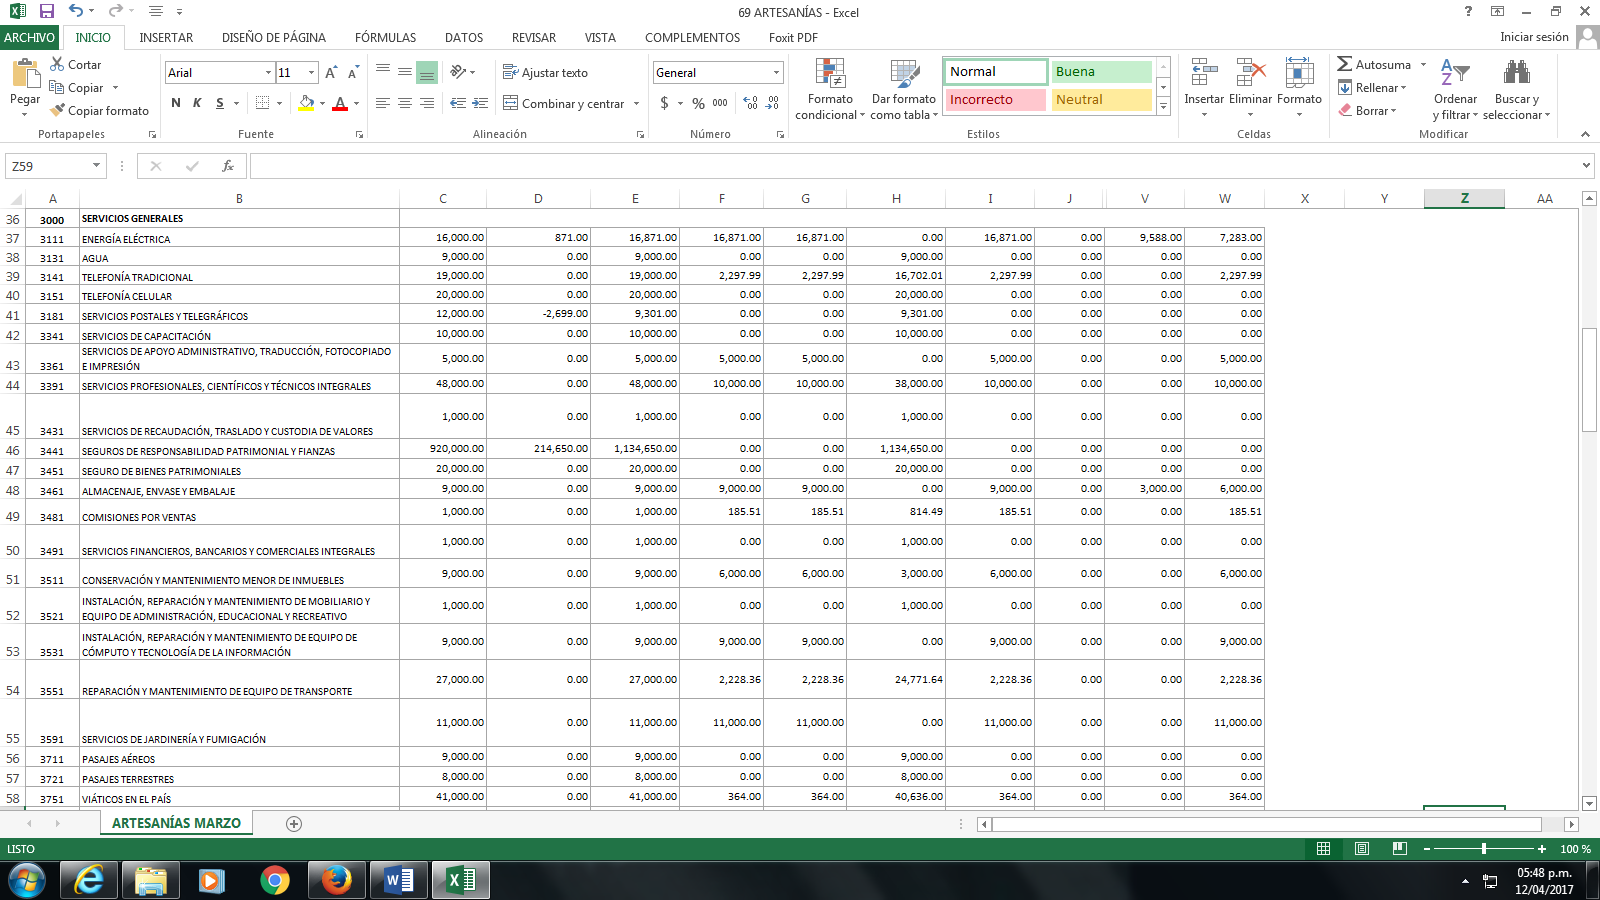 69 ARTESANÍAS - Excel
ARCHIVO INICIO INSERTAR DISEÑO DE PÁGINA FÓRMULAS DATOS REVISAR VISTA COMPLEMENTOS Foxit PDF Iniciar sesión
Pegar Cortar Copiar Copiar formato Portapapeles
Arial 11 N K S Fuente
Ajustar texto Combinar y centrar Alineación
General $ % 000 Número
Formato condicional Dar formato como tabla Normal Buena Incorrecto Neutral Estilos
Insertar Eliminar Formato Celdas
Autosuma Rellenar Borrar Ordenar y filtrar Buscar y seleccionar Modificar
Z59 fx
A B C D E F G H I J V W X Y Z AA
36 3000 SERVICIOS GENERALES
37 3111 ENERGÍA ELÉCTRICA 16,000.00 871.00 16,871.00 16,871.00 16,871.00 0.00 16,871.00 0.00 9,588.00 7,283.00
38 3131 AGUA 9,000.00 0.00 9,000.00 0.00 0.00 9,000.00 0.00 0.00 0.00 0.00
39 3141 TELEFONÍA TRADICIONAL 19,000.00 0.00 19,000.00 2,297.99 2,297.99 16,702.01 2,297.99 0.00 0.00 2,297.99
40 3151 TELEFONÍA CELULAR 20,000.00 0.00 20,000.00 0.00 0.00 20,000.00 0.00 0.00 0.00 0.00
41 3181 SERVICIOS POSTALES Y TELEGRÁFICOS 12,000.00 -2,699.00 9,301.00 0.00 0.00 9,301.00 0.00 0.00 0.00 0.00
42 3341 SERVICIOS DE CAPACITACIÓN 10,000.00 0.00 10,000.00 0.00 0.00 10,000.00 0.00 0.00 0.00 0.00
43 3361 SERVICIOS DE APOYO ADMINISTRATIVO, TRADUCCIÓN, FOTOCOPIADO
E IMPRESIÓN 5,000.00 0.00 5,000.00 5,000.00 5,000.00 0.00 5,000.00 0.00 0.00 5,000.00
44 3391 SERVICIOS PROFESIONALES, CIENTÍFICOS Y TÉCNICOS INTEGRALES 48,000.00 0.00 48,000.00 10,000.00 10,000.00 38,000.00 10,000.00 0.00 0.00 10,000.00
45 3431 SERVICIOS DE RECAUDACIÓN, TRASLADO Y CUSTODIA DE VALORES 1,000.00 0.00 1,000.00 0.00 0.00 1,000.00 0.00 0.00 0.00 0.00
46 3441 SEGUROS DE RESPONSABILIDAD PATRIMONIAL Y FIANZAS 920,000.00 214,650.00 1,134,650.00 0.00 0.00 1,134,650.00 0.00 0.00 0.00 0.00
47 3451 SEGURO DE BIENES PATRIMONIALES 20,000.00 0.00 20,000.00 0.00 0.00 20,000.00 0.00 0.00 0.00 0.00
48 3461 ALMACENAJE, ENVASE Y EMBALAJE 9,000.00 0.00 9,000.00 9,000.00 9,000.00 0.00 9,000.00 0.00 3,000.00 6,000.00
49 3481 COMISIONES POR VENTAS 1,000.00 0.00 1,000.00 185.51 185.51 814.49 185.51 0.00 0.00 185.51
50 3491 SERVICIOS FINANCIEROS, BANCARIOS Y COMERCIALES INTEGRALES 1,000.00 0.00 1,000.00 0.00 0.00 1,000.00 0.00 0.00 0.00 0.00
51 3511 CONSERVACIÓN Y MANTENIMIENTO MENOR DE INMUEBLES 9,000.00 0.00 9,000.00 6,000.00 6,000.00 3,000.00 6,000.00 0.00 0.00 6,000.00
52 3521 INSTALACIÓN, REPARACIÓN Y MANTENIMIENTO DE MOBILIARIO Y
EQUIPO DE ADMINISTRACIÓN, EDUCACIONAL Y RECREATIVO 1,000.00 0.00 1,000.00 0.00 0.00 1,000.00 0.00 0.00 0.00 0.00
53 3531 INSTALACIÓN, REPARACIÓN Y MANTENIMIENTO DE EQUIPO DE
CÓMPUTO Y TECNOLOGÍA DE LA INFORMACIÓN 9,000.00 0.00 9,000.00 9,000.00 9,000.00 0.00 9,000.00 0.00 0.00 9,000.00
54 3551 REPARACIÓN Y MANTENIMIENTO DE EQUIPO DE TRANSPORTE 27,000.00 0.00 27,000.00 2,228.36 2,228.36 24,771.64 2,228.36 0.00 0.00 2,228.36
55 3591 SERVICIOS DE JARDINERÍA Y FUMIGACIÓN 11,000.00 0.00 11,000.00 11,000.00 11,000.00 0.00 11,000.00 0.00 0.00 11,000.00
56 3711 PASAJES AÉREOS 9,000.00 0.00 9,000.00 0.00 0.00 9,000.00 0.00 0.00 0.00 0.00
57 3721 PASAJES TERRESTRES 8,000.00 0.00 8,000.00 0.00 0.00 8,000.00 0.00 0.00 0.00 0.00
58 3751 VIÁTICOS EN EL PAÍS 41,000.00 0.00 41,000.00 364.00 364.00 40,636.00 364.00 0.00 0.00 364.00
ARTESANÍAS MARZO
LISTO 100 %
05:48 p.m.
12/04/2017